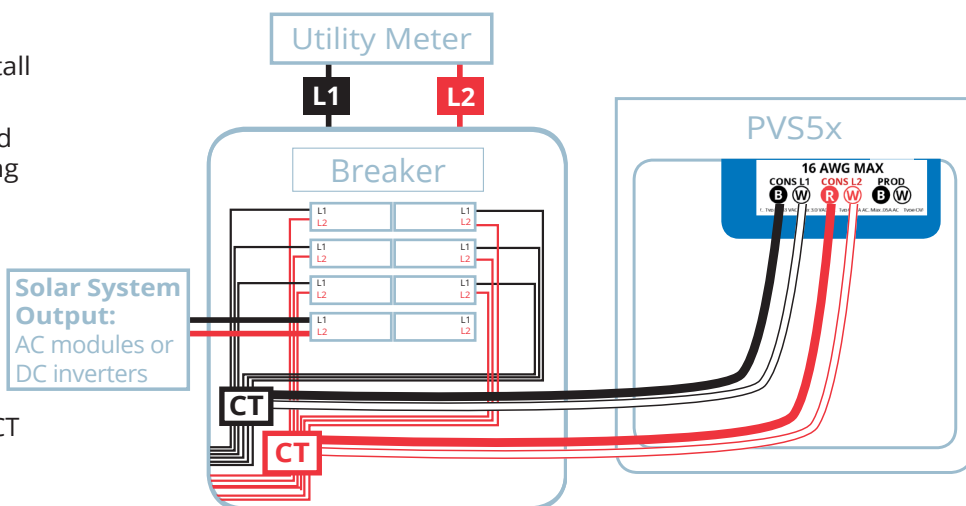 tall
d
ng
CT
Utility Meter
L1
L2
Breaker
L1
L2
L1
L2
L1
L2
L1
L2
L1
L2
L1
L2
L1
L2
L1
L2
Solar System
Output:
AC modules or
DC inverters
CT
CT
PVS5x
16 AWG MAX
CONS L1 CONS L2 PROD
B W R W B W